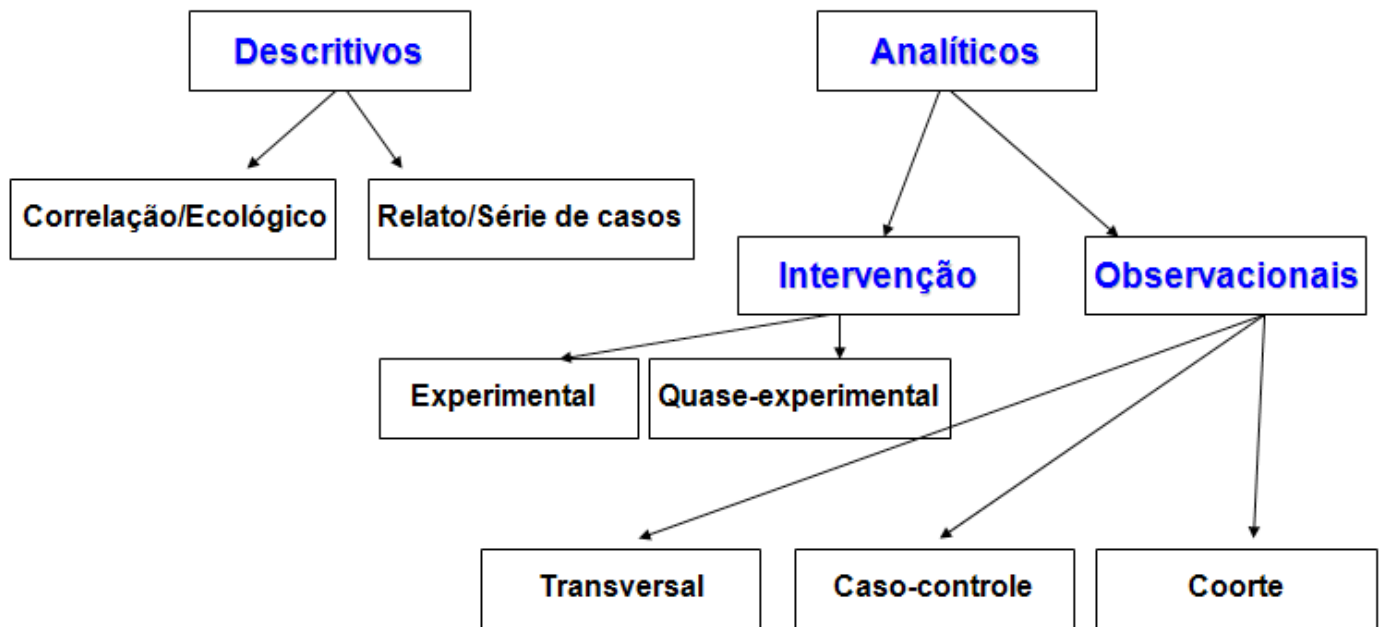 Descritivos
Analíticos
Correlação/Ecológico
Relato/Série de casos
Intervenção
Observacionais
Experimental
Quase-experimental
Transversal
Caso-controle
Coorte